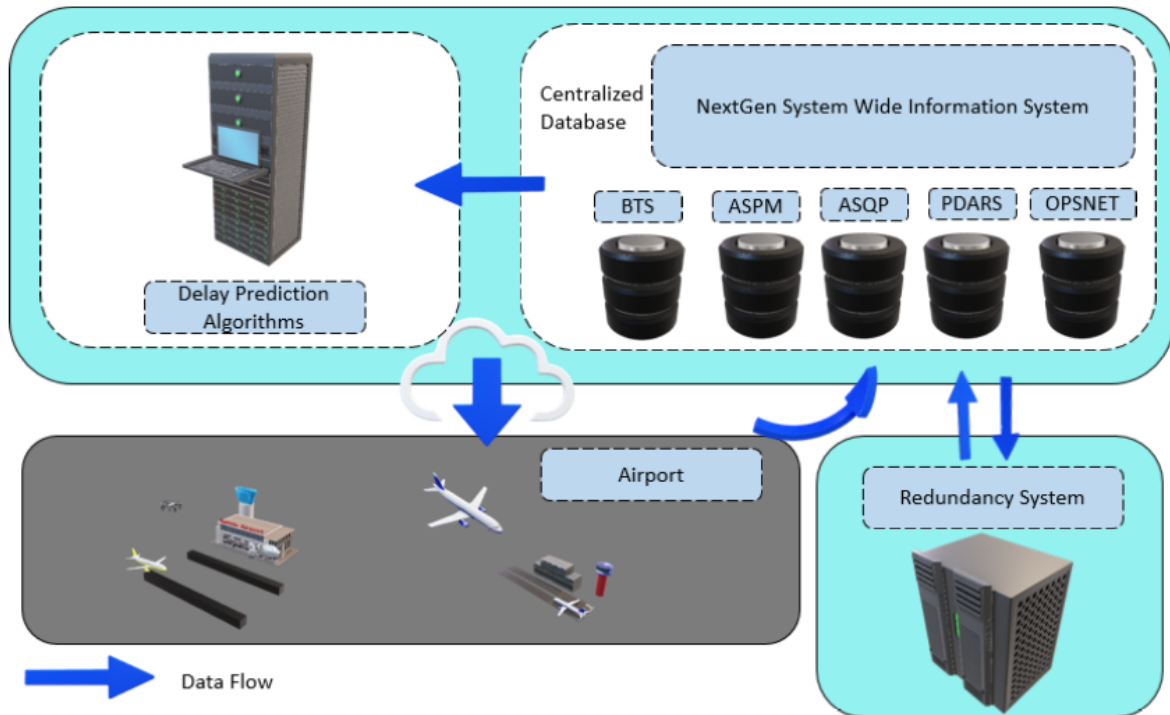 Centralized
Database
NextGen System Wide Information System
BTS
ASPM
ASQP
PDARS
OPSNET
Delay Prediction
Algorithms
Airport
Redundancy System
Data Flow